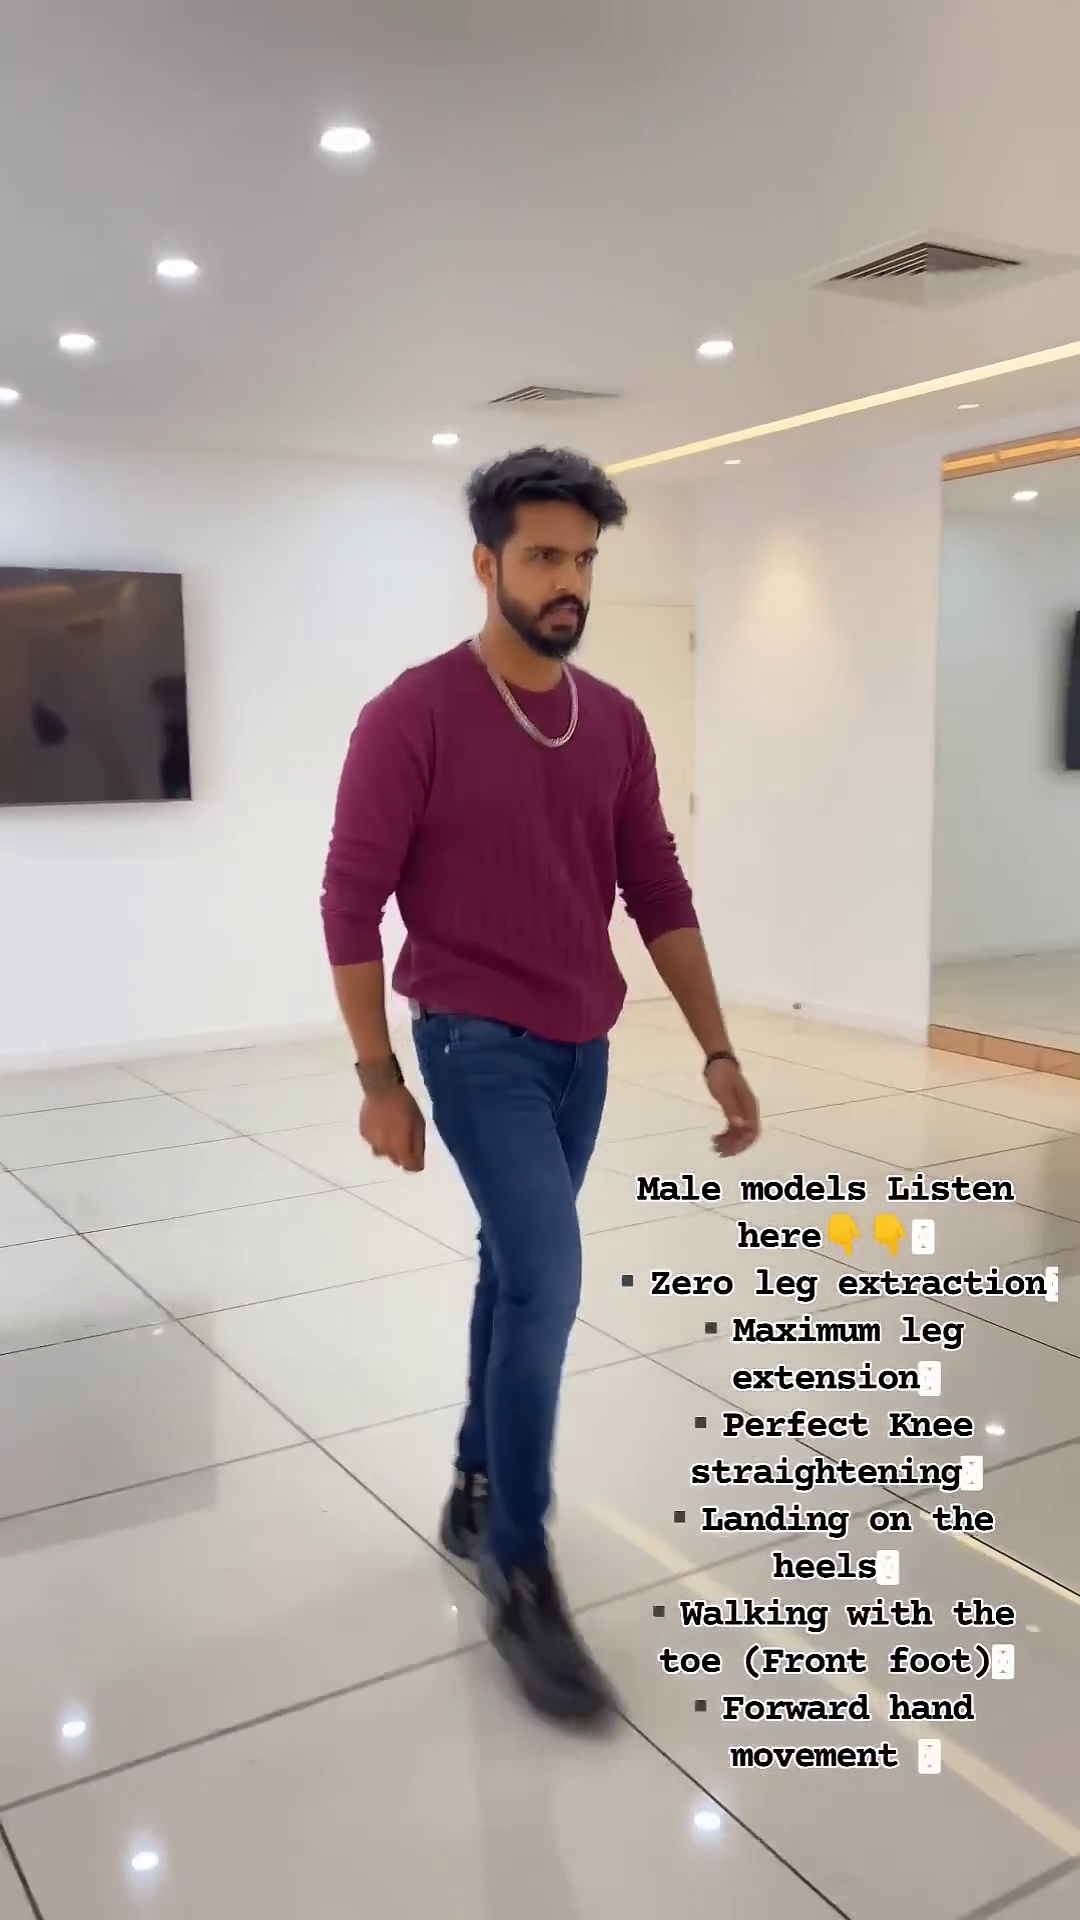 Male models Listen
here👇👇
▪Zero leg extraction
▪Maximum leg
extension
▪Perfect Knee
straightening
▪Landing on the
heels
▪Walking with the
toe (Front foot)
▪Forward hand
movement